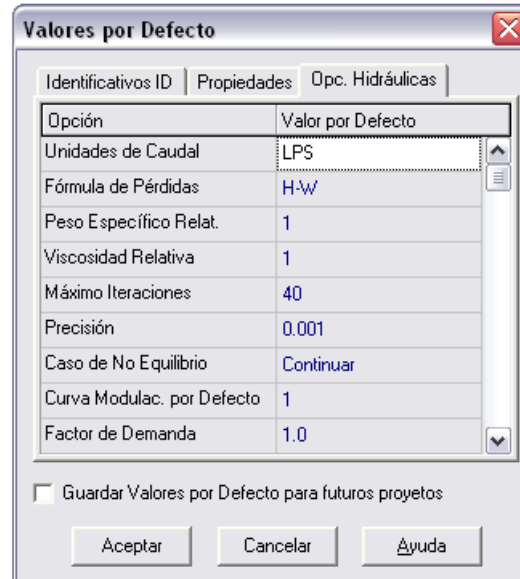 Valores por Defecto
Identificativos ID Propiedades Opc. Hidráulicas
Opción Valor por Defecto
Unidades de Caudal LPS
Fórmula de Pérdidas H-W
Peso Específico Relat. 1
Viscosidad Relativa 1
Máximo Iteraciones 40
Precisión 0.001
Caso de No Equilibrio Continuar
Curva Modulac. por Defecto 1
Factor de Demanda 1.0
Guardar Valores por Defecto para futuros proyetos
Aceptar Cancelar Ayuda